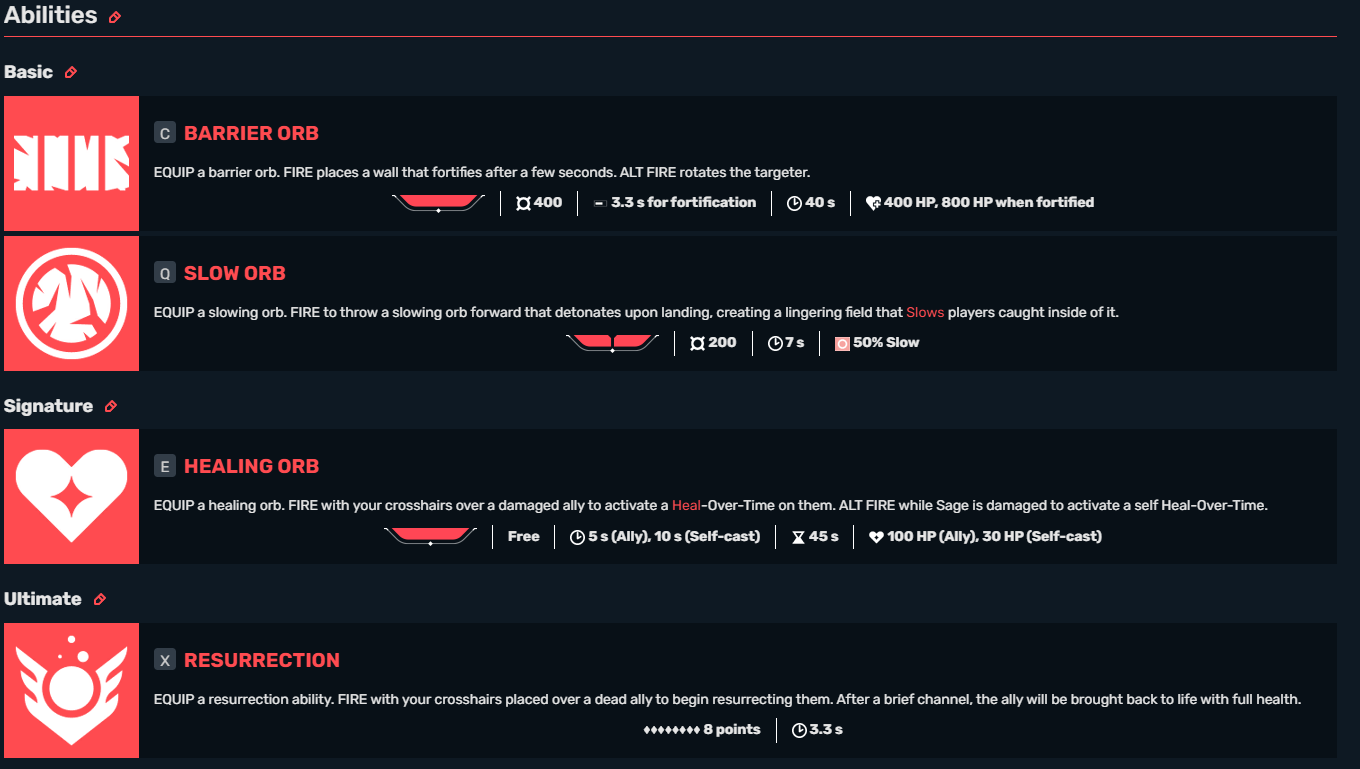 Abilities
Basic
C BARRIER ORB
EQUIP a barrier orb. FIRE places a wall that fortifies after a few seconds. ALT FIRE rotates the targeter.
400 3.3 s for fortification 40 s 400 HP, 800 HP when fortified
Q SLOW ORB
EQUIP a slowing orb. FIRE to throw a slowing orb forward that detonates upon landing, creating a lingering field that Slows players caught inside of it.
200 7 s 50% Slow
Signature
E HEALING ORB
EQUIP a healing orb. FIRE with your crosshairs over a damaged ally to activate a Heal-Over-Time on them. ALT FIRE while Sage is damaged to activate a self Heal-Over-Time.
Free 5 s (Ally), 10 s (Self-cast) 45 s 100 HP (Ally), 30 HP (Self-cast)
Ultimate
X RESURRECTION
EQUIP a resurrection ability. FIRE with your crosshairs placed over a dead ally to begin resurrecting them. After a brief channel, the ally will be brought back to life with full health.
8 points 3.3 s